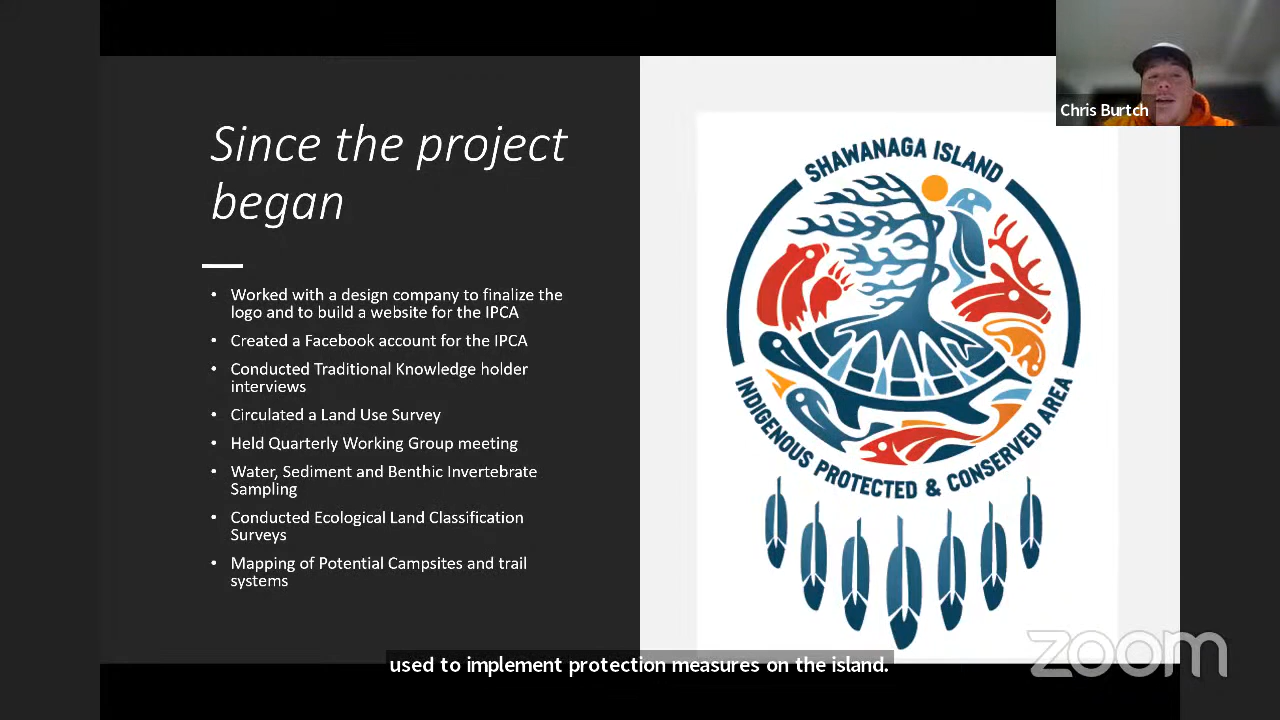 Chris Burtch
Since the project
began
• Worked with a design company to finalize the
logo and to build a website for the IPCA
• Created a Facebook account for the IPCA
• Conducted Traditional Knowledge holder
interviews
• Circulated a Land Use Survey
• Held Quarterly Working Group meeting
• Water, Sediment and Benthic Invertebrate
Sampling
• Conducted Ecological Land Classification
Surveys
• Mapping of Potential Campsites and trail
systems
SHAWANAGA ISLAND
INDIGENOUS PROTECTED & CONSERVED AREA
used to implement protection measures on the island.
zoom